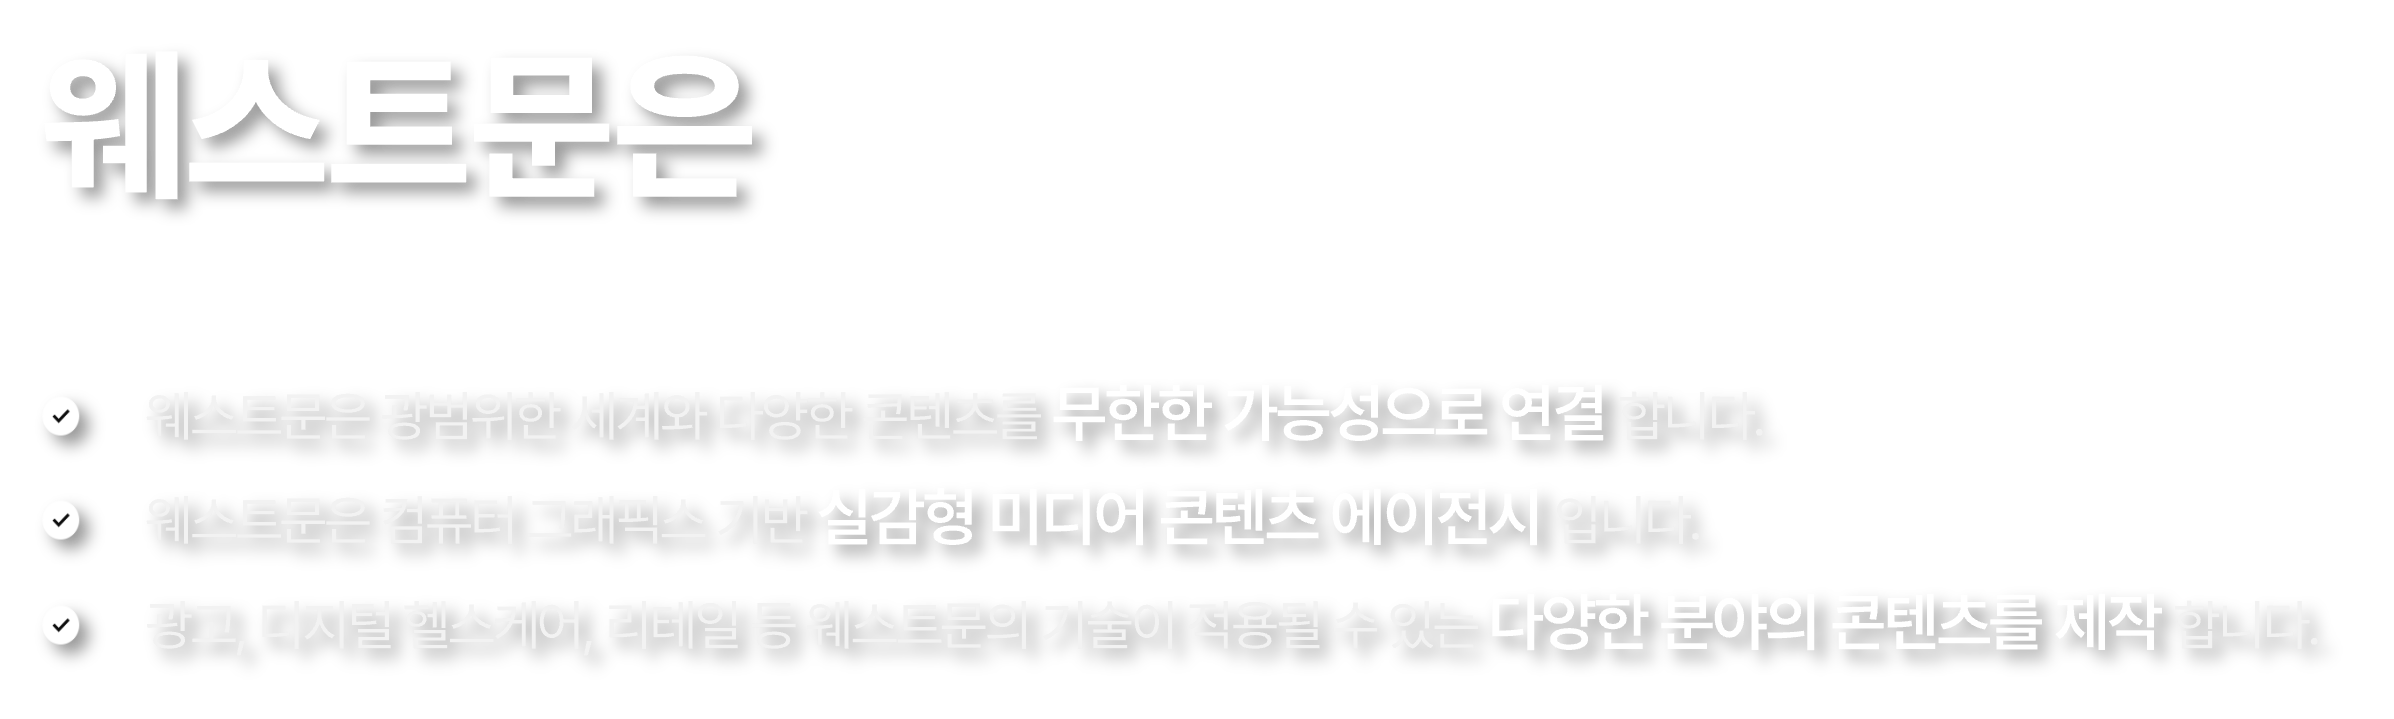 웨스트문은
웨스트문은 광범위한 세계와 다양한 콘텐츠를 무한한 가능성으로 연결 합니다.
웨스트문은 컴퓨터 그래픽스 기반 실감형 미디어 콘텐츠 에이전시 입니다.
광고, 디지털 헬스케어, 리테일 등 웨스트문의 기술이 적용될 수 있는 다양한 분야의 콘텐츠를 제작 합니다.